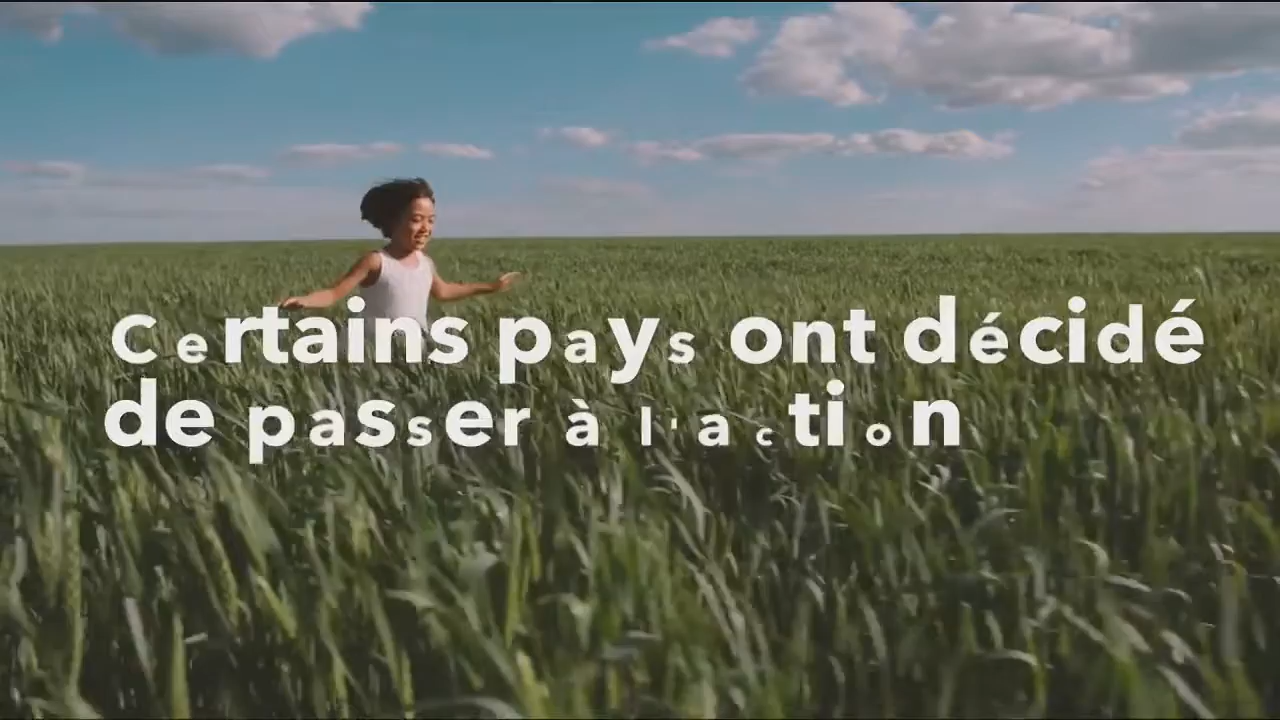 Certains pays ont décidé
de passer à l'action